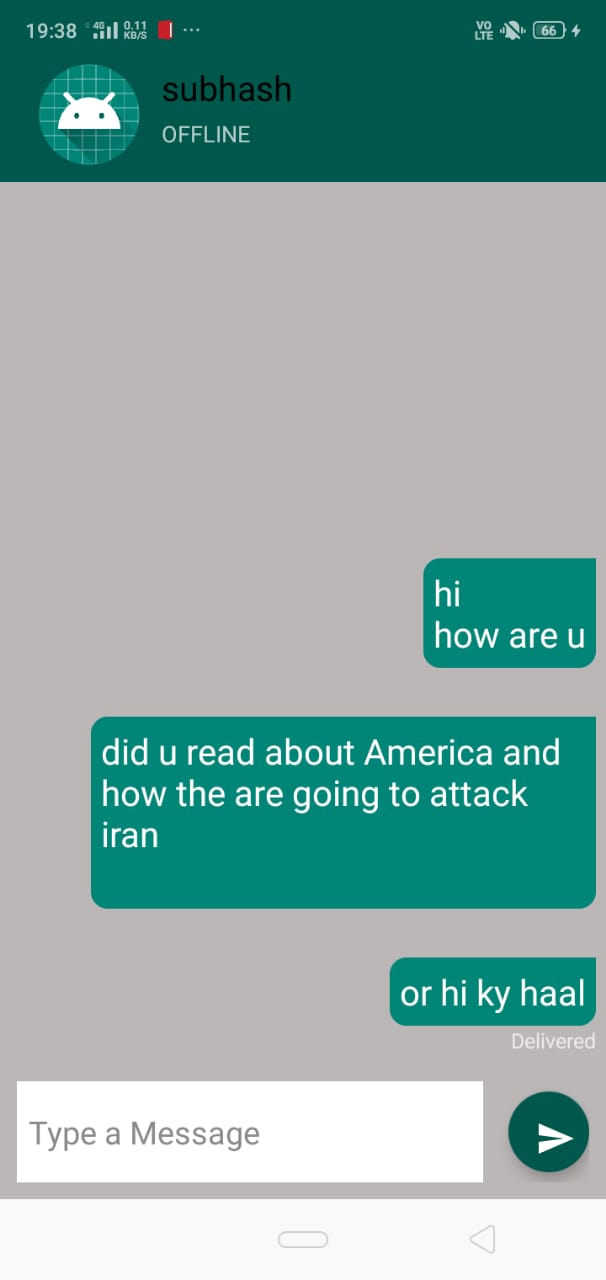 19:38 4G 0.11 KB/S ... VO LTE 66
subhash
OFFLINE
hi
how are u
did u read about America and
how the are going to attack
iran
or hi ky haal
Delivered
Type a Message